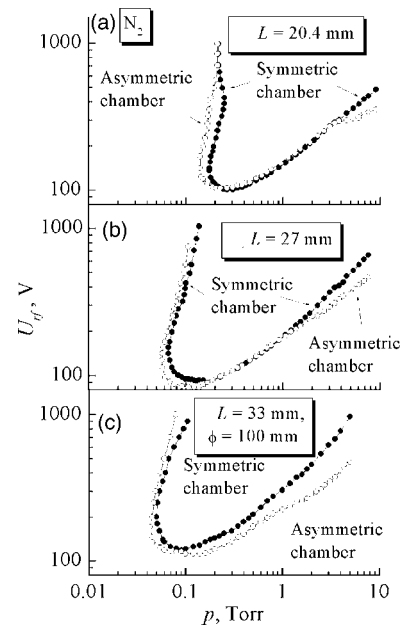 (a) N2 L = 20.4 mm
1000
Asymmetric
chamber
Symmetric
chamber
100
(b) L = 27 mm
1000
Symmetric
chamber
Asymmetric
chamber
100
Urf, V
(c) L = 33 mm,
ϕ = 100 mm
1000
Symmetric
chamber
Asymmetric
chamber
100
0.01 0.1 1 10
p, Torr